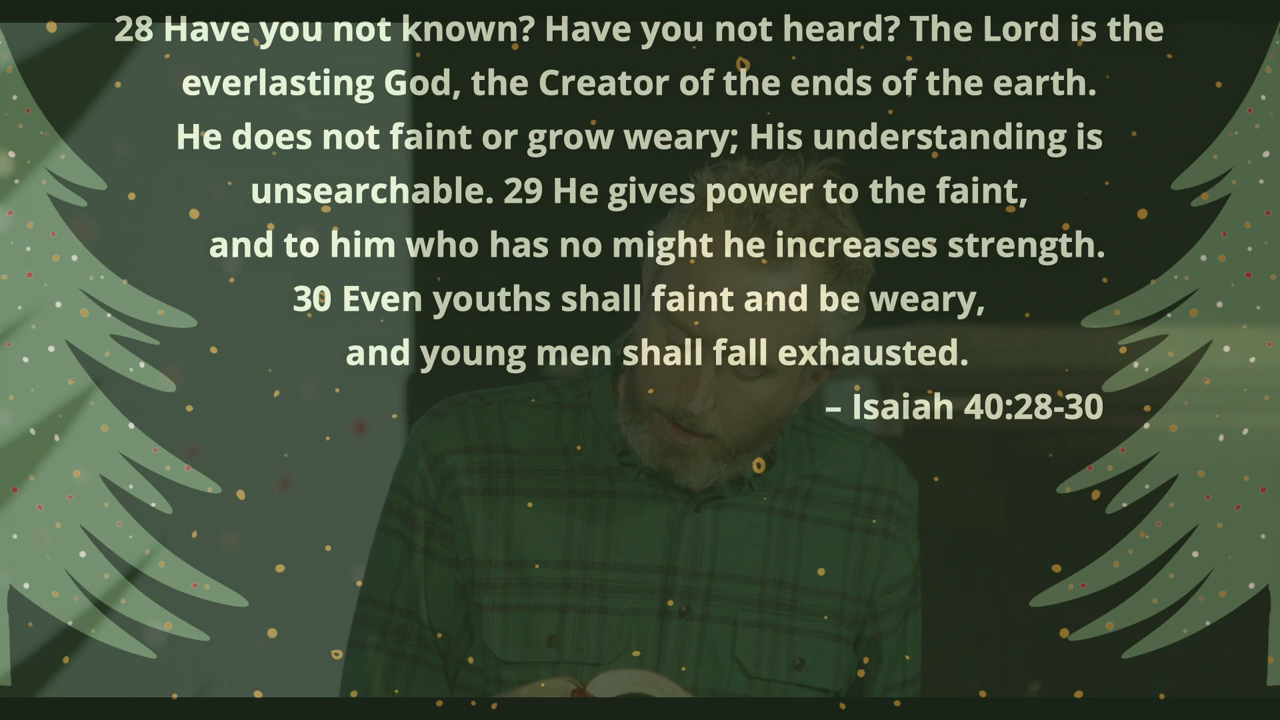 28 Have you not known? Have you not heard? The Lord is the
everlasting God, the Creator of the ends of the earth.
He does not faint or grow weary; His understanding is
unsearchable. 29 He gives power to the faint,
and to him who has no might he increases strength.
30 Even youths shall faint and be weary,
and young men shall fall exhausted.
– Isaiah 40:28-30